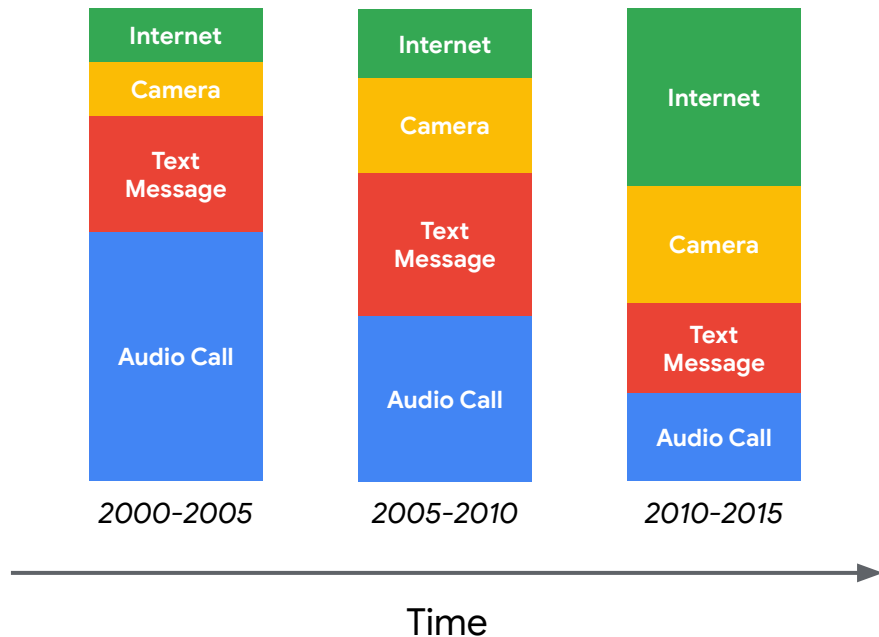 Internet
Camera
Text
Message
Audio Call
2000-2005
Internet
Camera
Text
Message
Audio Call
2005-2010
Internet
Camera
Text
Message
Audio Call
2010-2015
Time